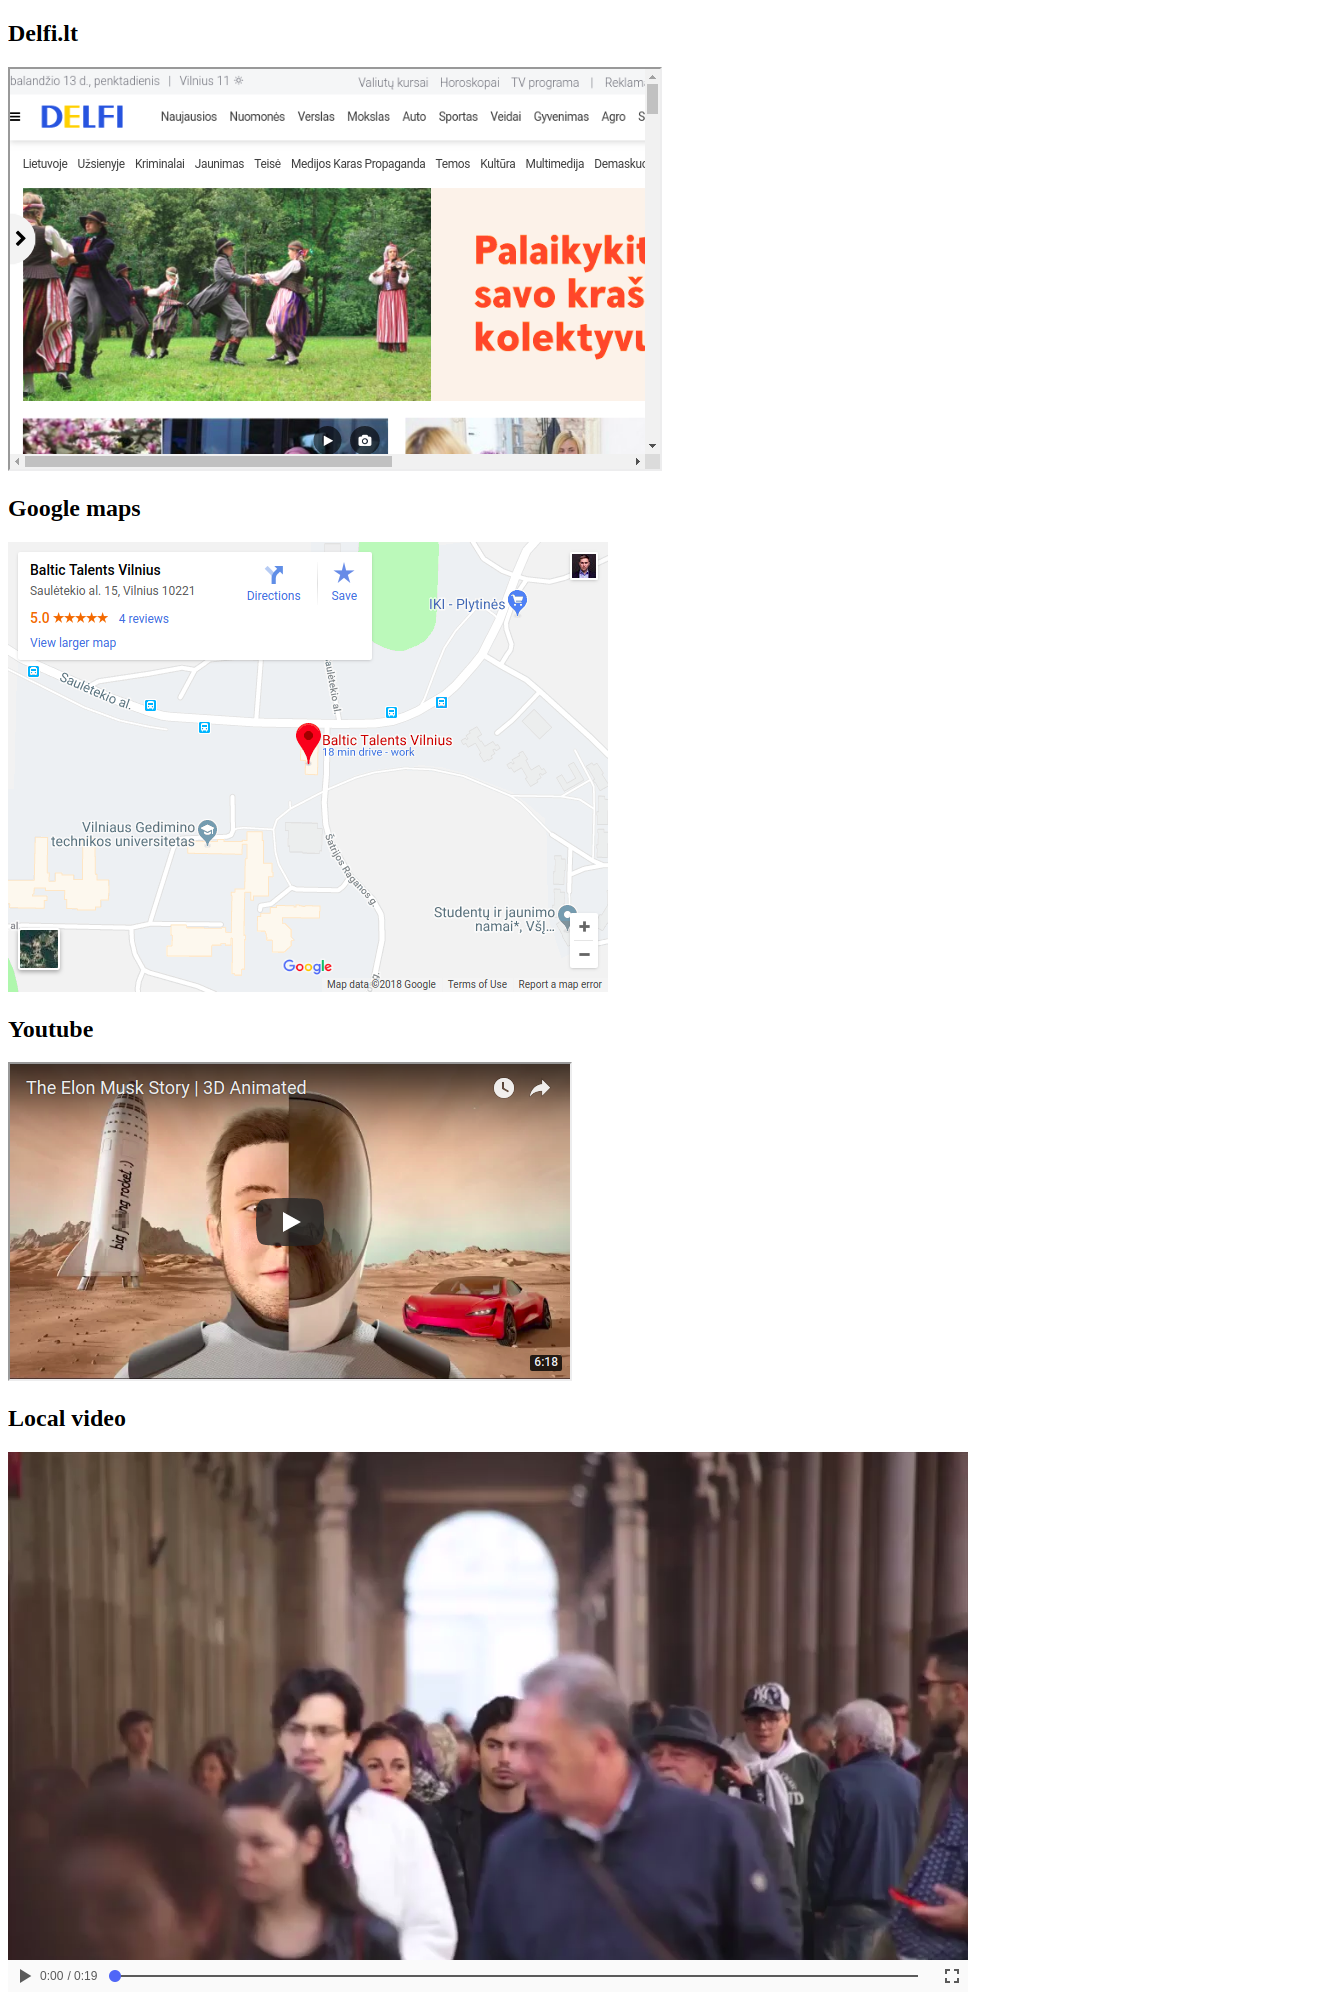 Delfi.lt
balandžio 13 d., penktadienis | Vilnius 11
Valiutų kursai Horoskopai TV programa | Reklam
DELFI
Naujausios Nuomonės Verslas Mokslas Auto Sportas Veidai Gyvenimas Agro S
Lietuvoje Užsienyje Kriminalai Jaunimas Teisė Medijos Karas Propaganda Temos Kultūra Multimedija Demaskuo
Palaikykit
savo kraš
kolektyvu
Google maps
Baltic Talents Vilnius
Saulėtekio al. 15, Vilnius 10221
5.0 ★★★★★ 4 reviews
View larger map
Directions
Save
IKI - Plytinės
Saulėtekio al.
aulėtekio al.
Baltic Talents Vilnius
18 min drive - work
Vilniaus Gedimino
technikos universitetas
Šatrijos Raganos g.
Studentų ir jaunimo
namai*, VšĮ...
al.
Google
Map data ©2018 Google Terms of Use Report a map error
Youtube
The Elon Musk Story | 3D Animated
6:18
Local video
0:00 / 0:19